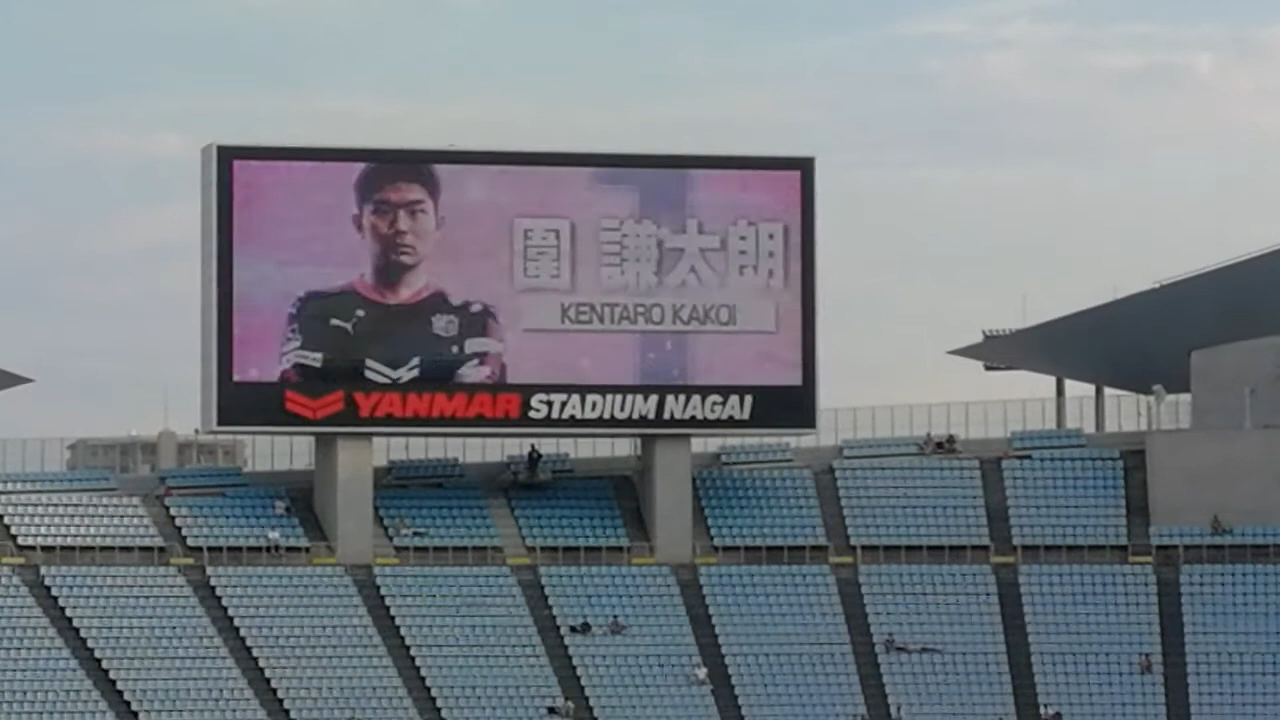 圍 謙太朗
KENTARO KAKOI
YANMAR STADIUM NAGAI